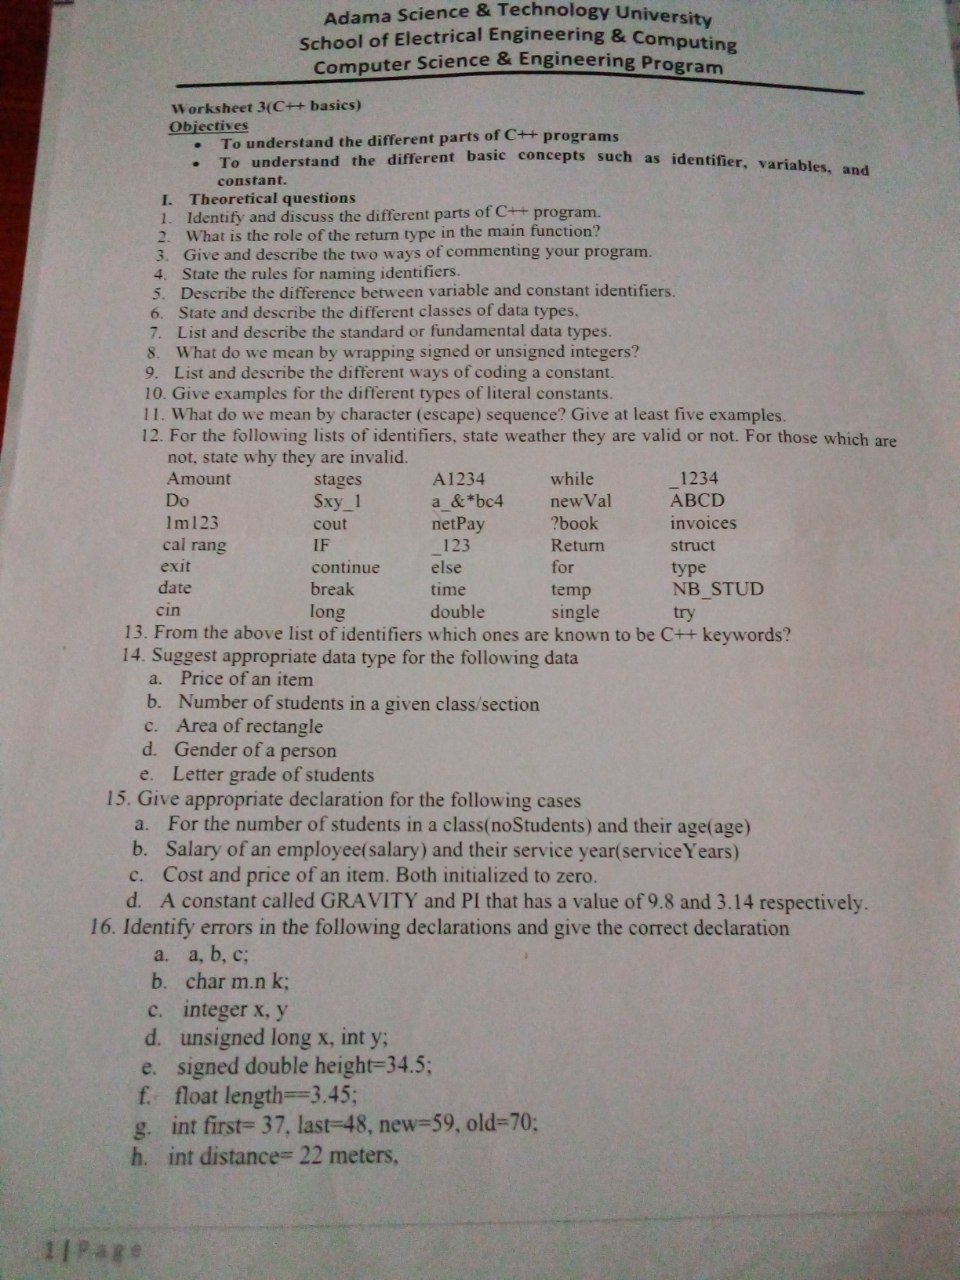 Adama Science & Technology University
School of Electrical Engineering & Computing
Computer Science & Engineering Program
Worksheet 3(C++ basics)
Objectives
• To understand the different parts of C++ programs
• To understand the different basic concepts such as identifier, variables, and
constant.
I. Theoretical questions
1. Identify and discuss the different parts of C++ program.
2. What is the role of the return type in the main function?
3. Give and describe the two ways of commenting your program.
4. State the rules for naming identifiers.
5. Describe the difference between variable and constant identifiers.
6. State and describe the different classes of data types,
7. List and describe the standard or fundamental data types.
8. What do we mean by wrapping signed or unsigned integers?
9. List and describe the different ways of coding a constant.
10. Give examples for the different types of literal constants.
11. What do we mean by character (escape) sequence? Give at least five examples.
12. For the following lists of identifiers, state weather they are valid or not. For those which are
not, state why they are invalid.
Amount stages A1234 while _1234
Do $xy_1 a_&*bc4 newVal ABCD
1m123 cout netPay ?book invoices
cal rang IF _123 Return struct
exit continue else for type
date break time temp NB_STUD
cin long double single try
13. From the above list of identifiers which ones are known to be C++ keywords?
14. Suggest appropriate data type for the following data
a. Price of an item
b. Number of students in a given class/section
c. Area of rectangle
d. Gender of a person
e. Letter grade of students
15. Give appropriate declaration for the following cases
a. For the number of students in a class(noStudents) and their age(age)
b. Salary of an employee(salary) and their service year(serviceYears)
c. Cost and price of an item. Both initialized to zero.
d. A constant called GRAVITY and PI that has a value of 9.8 and 3.14 respectively.
16. Identify errors in the following declarations and give the correct declaration
a. a, b, c;
b. char m.n k;
c. integer x, y
d. unsigned long x, int y;
e. signed double height=34.5;
f. float length==3.45;
g. int first= 37, last=48, new=59, old=70;
h. int distance= 22 meters,
1 | Page